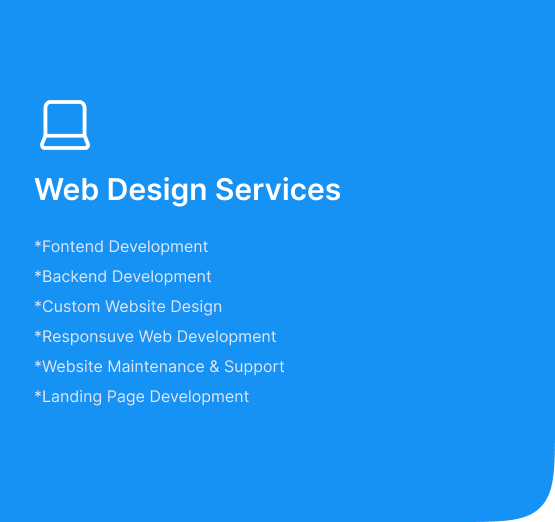 Web Design Services
*Fontend Development
*Backend Development
*Custom Website Design
*Responsuve Web Development
*Website Maintenance & Support
*Landing Page Development